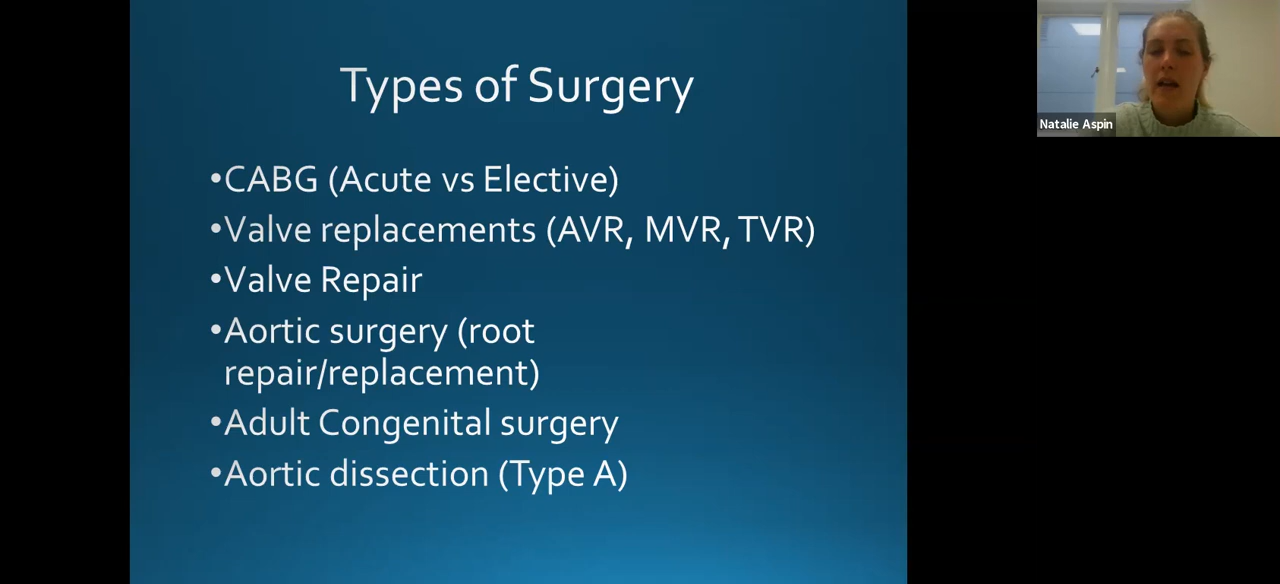 Types of Surgery
•CABG (Acute vs Elective)
•Valve replacements (AVR, MVR, TVR)
•Valve Repair
•Aortic surgery (root
repair/replacement)
•Adult Congenital surgery
•Aortic dissection (Type A)
Natalie Aspin